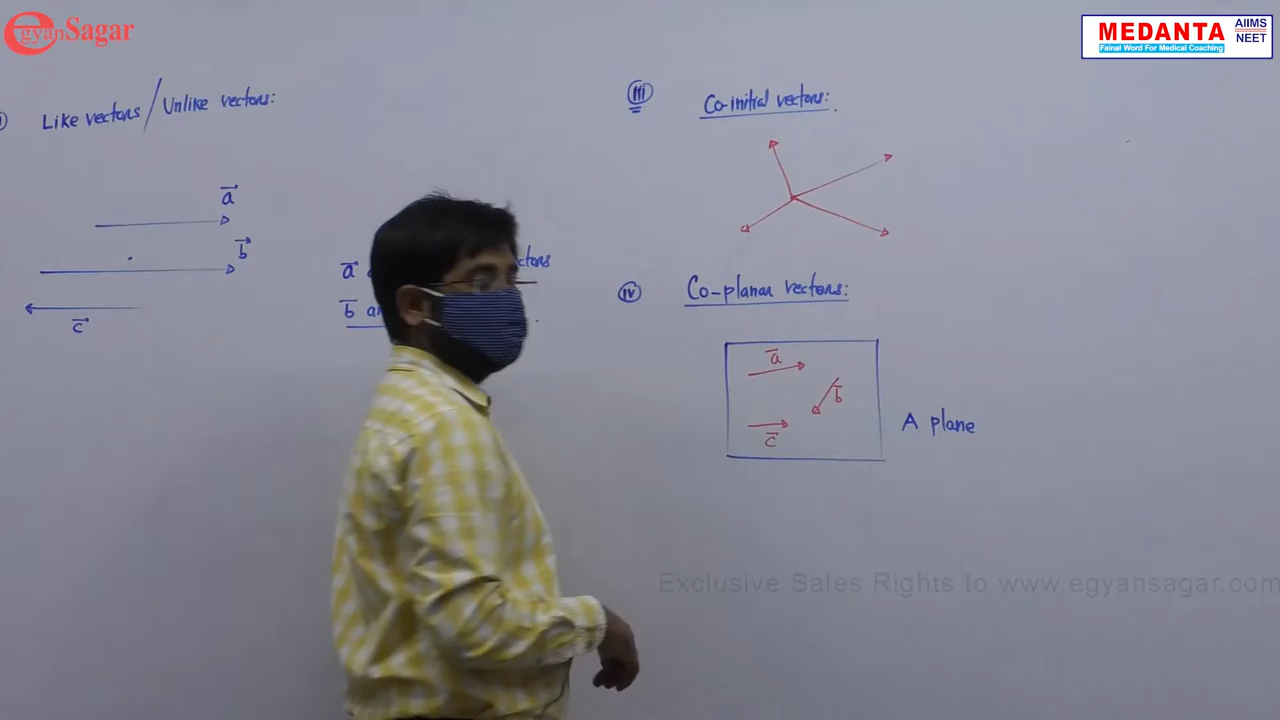 egyanSagar
MEDANTA
AIIMS
NEET
Fainal Word For Medical Coaching
Like vectors / Unlike vectors:
a
b
c
a
b an
iii
Co-initial vectors:
iv
Co-planar vectors:
a
b
c
A plane
Exclusive Sales Rights to www.egyansagar.com